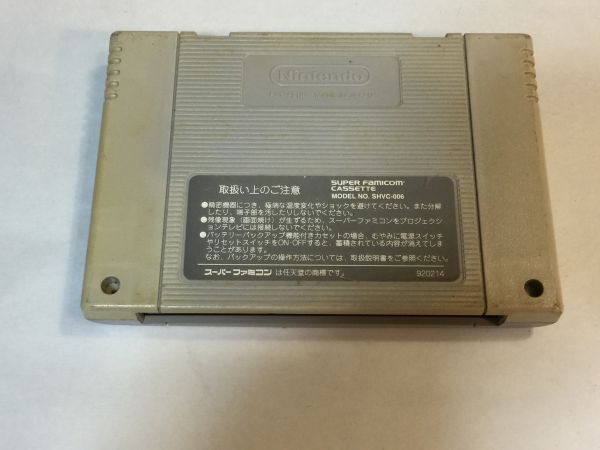 Nintendo
取扱い上のご注意
SUPER FAMICOM
CASSETTE
MODEL NO. SHVC-006
●精密機器につき、極端な温度変化やショックを避けてください。また分解
したり、端子部を汚したりしないでください。
●残像現象（画面焼け）が生ずるため、スーパーファミコンをプロジェクシ
ョンテレビには接続しないでください。
●バッテリーバックアップ機能付きカセットの場合、むやみに電源スイッチ
やリセットスイッチをON-OFFすると、蓄積されている内容が消えてしま
うことがあります。
なお、バックアップの操作方法については、取扱説明書をご参照ください。
スーパーファミコン は任天堂の商標です。
920214